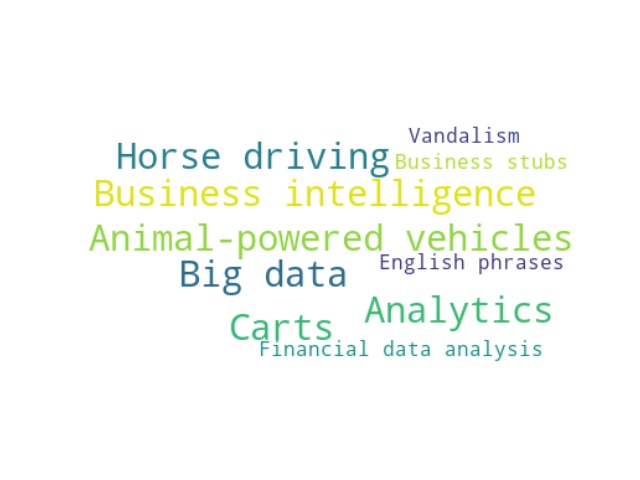 Vandalism
Horse driving
Business stubs
Business intelligence
Animal-powered vehicles
English phrases
Big data
Analytics
Carts
Financial data analysis